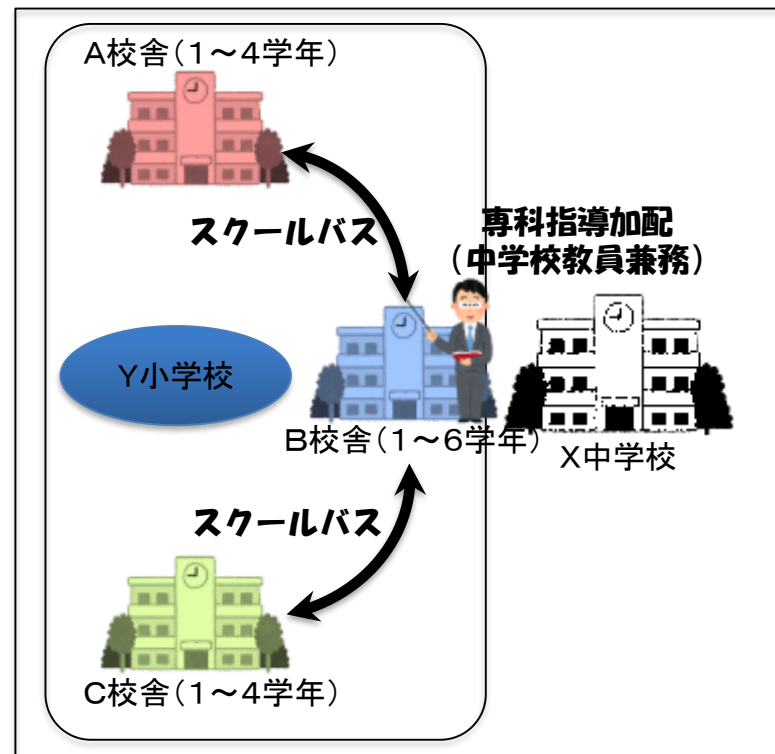 A校舎(1～4学年)
スクールバス
専科指導加配
(中学校教員兼務)
Y小学校
B校舎(1～6学年)
X中学校
スクールバス
C校舎(1～4学年)